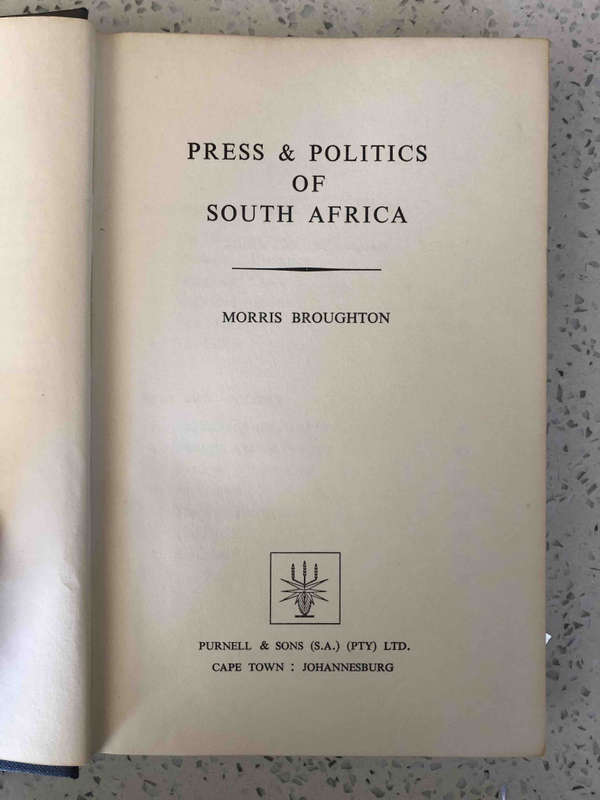 PRESS & POLITICS
OF
SOUTH AFRICA
MORRIS BROUGHTON
PURNELL & SONS (S.A.) (PTY) LTD.
CAPE TOWN : JOHANNESBURG